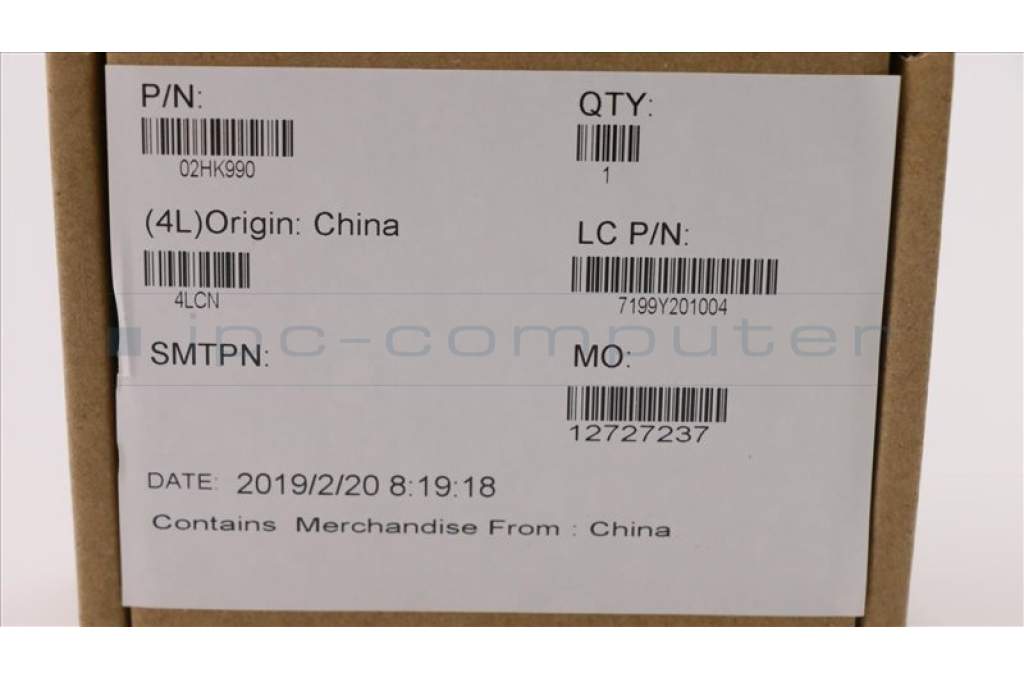 P/N:
02HK990
QTY:
1
(4L)Origin: China
4LCN
LC P/N:
7199Y201004
ipc-computer
SMTPN:
MO:
12727237
DATE: 2019/2/20 8:19:18
Contains Merchandise From : China